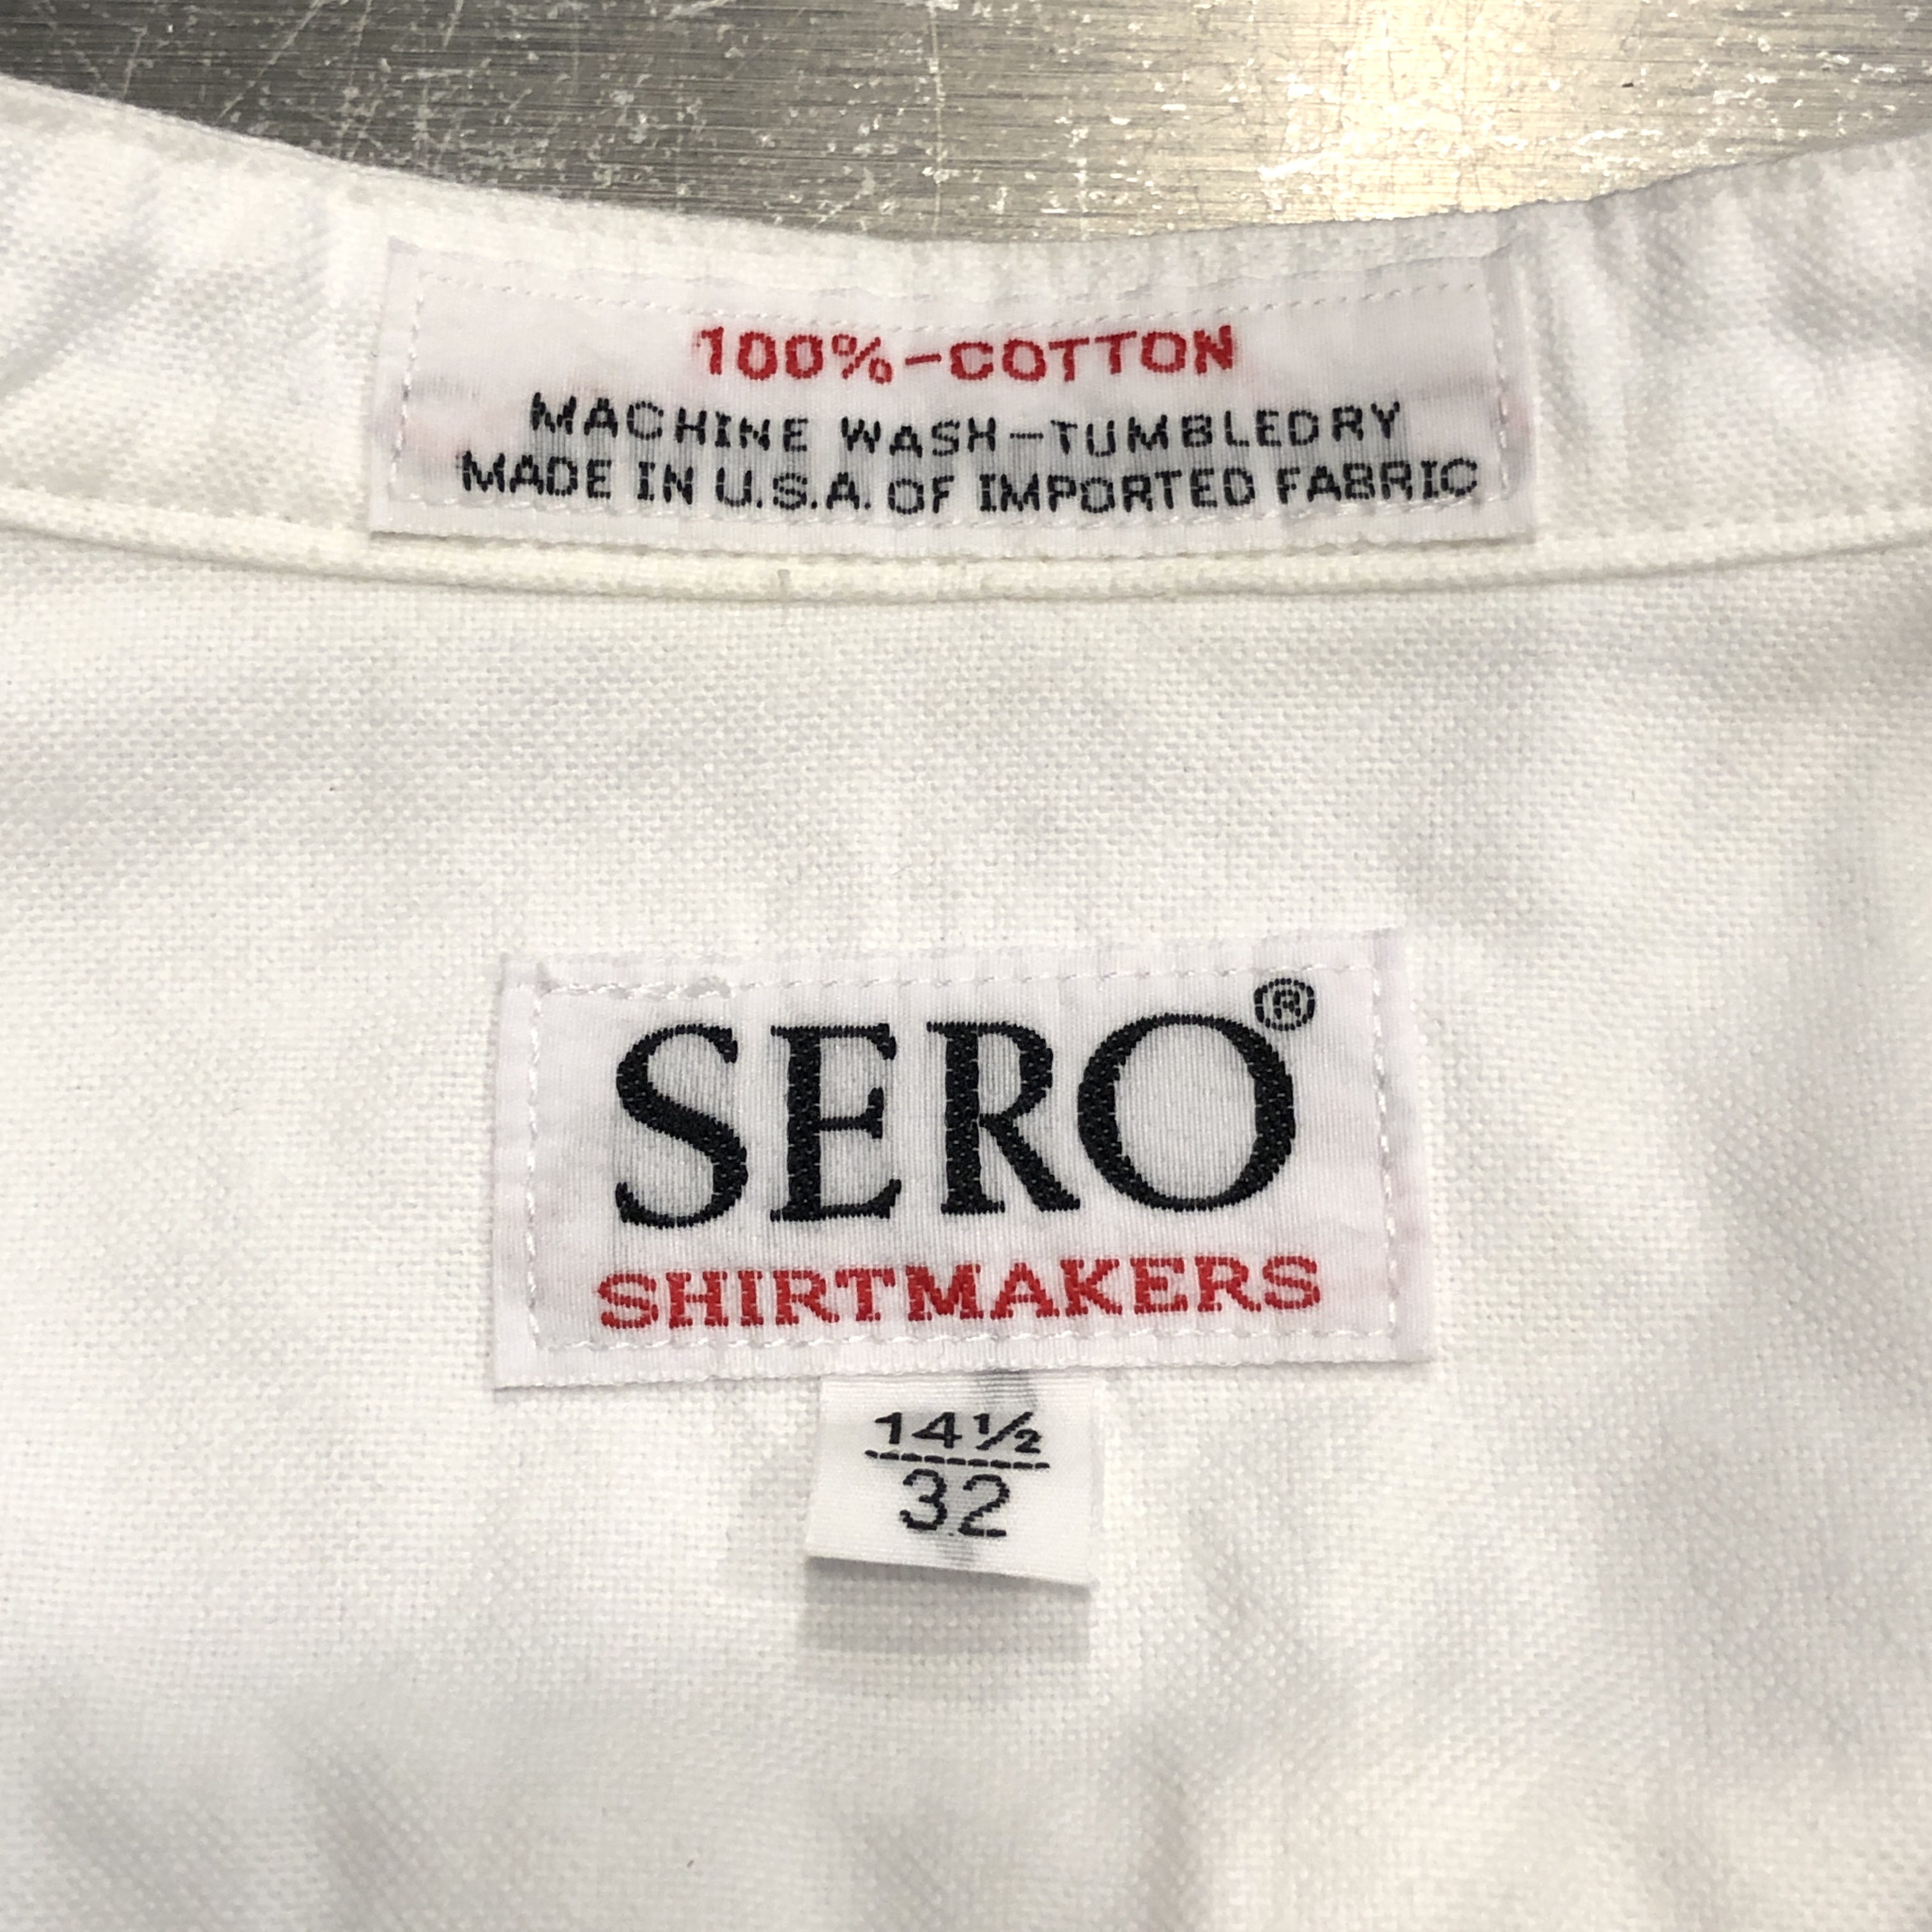 100%-COTTON
MACHINE WASH-TUMBLEDRY
MADE IN U.S.A. OF IMPORTED FABRIC
SERO®
SHIRTMAKERS
14½
32